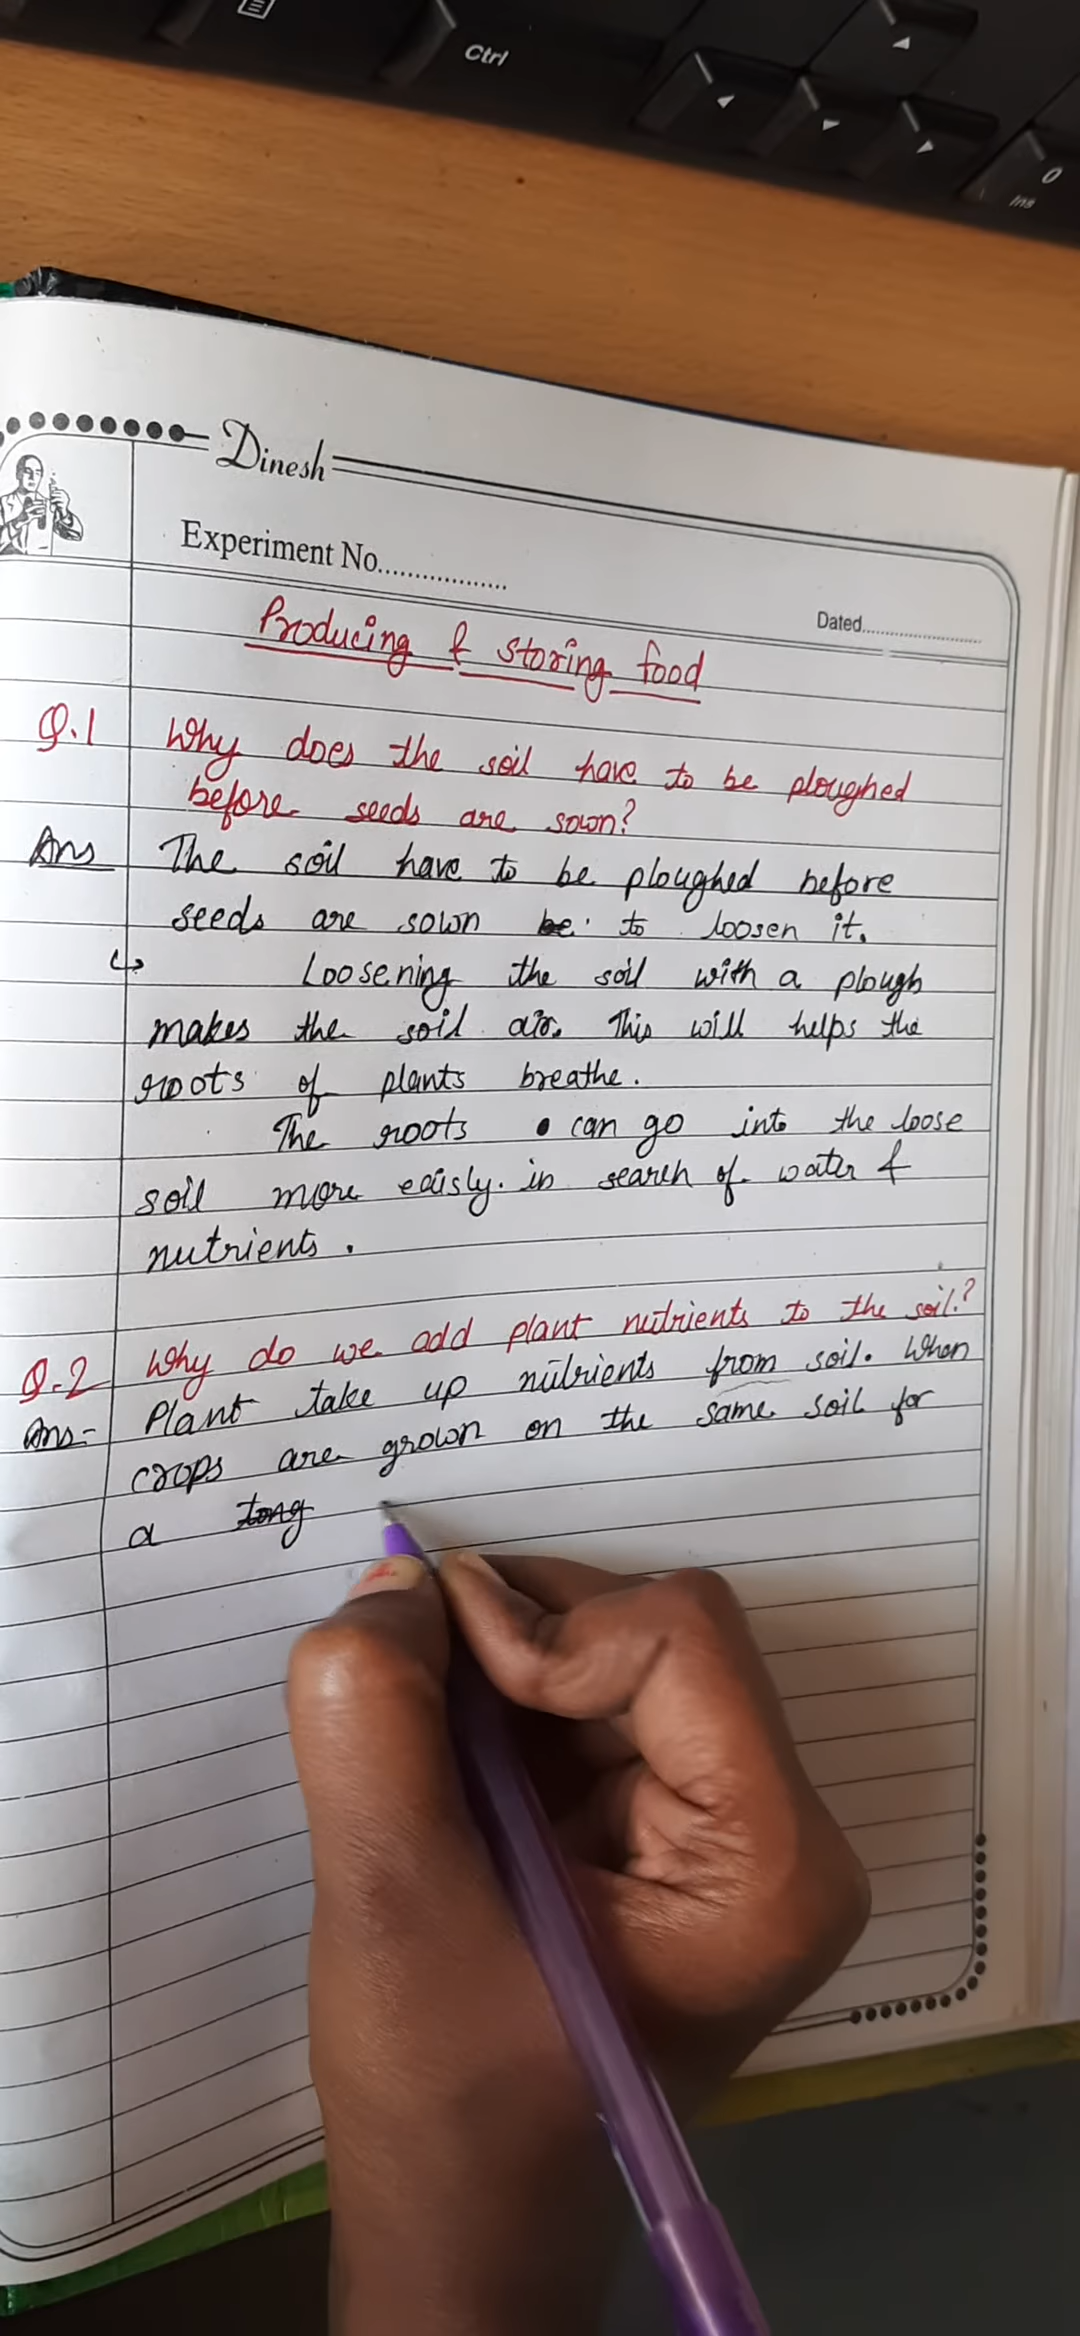 Ctrl
0
Ins
Dinesh
Experiment No..................
Dated..............................
Producing & storing food
Q.1 Why does the soil have to be ploughed
before seeds are sown?
Ans The soil have to be ploughed before
seeds are sown be to loosen it.
↳ Loosening the soil with a plough
makes the soil air. This will helps the
roots of plants breathe.
The roots can go into the loose
soil more eaisly. in search of water &
nutrients.
Q.2 Why do we add plant nutrients to the soil.?
Ans:- Plant take up nutrients from soil. When
crops are grown on the same soil for
a tong